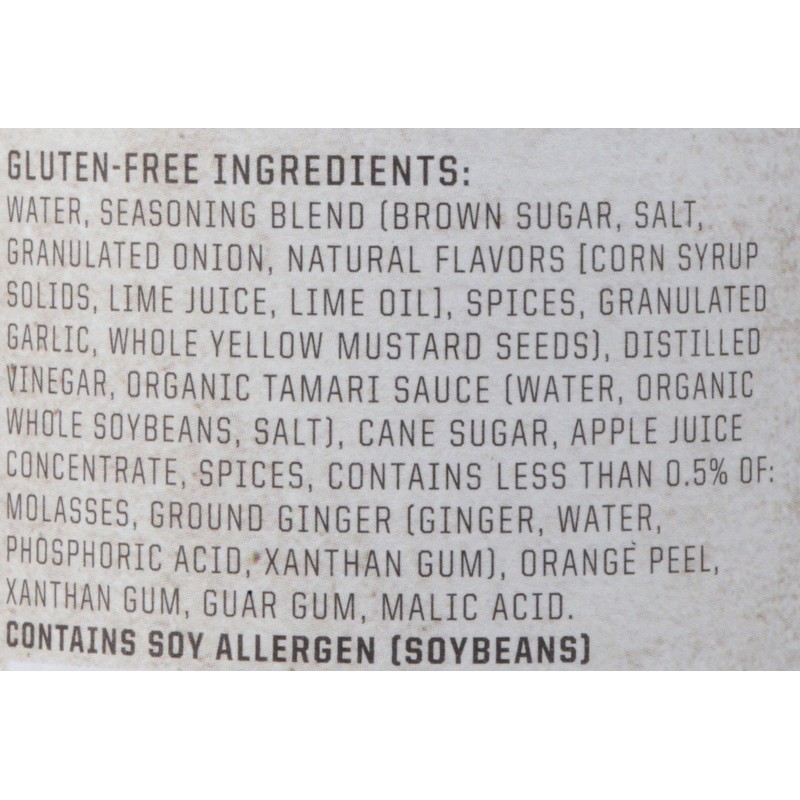 GLUTEN-FREE INGREDIENTS:
WATER, SEASONING BLEND (BROWN SUGAR, SALT,
GRANULATED ONION, NATURAL FLAVORS [CORN SYRUP
SOLIDS, LIME JUICE, LIME OIL], SPICES, GRANULATED
GARLIC, WHOLE YELLOW MUSTARD SEEDS), DISTILLED
VINEGAR, ORGANIC TAMARI SAUCE (WATER, ORGANIC
WHOLE SOYBEANS, SALT), CANE SUGAR, APPLE JUICE
CONCENTRATE, SPICES, CONTAINS LESS THAN 0.5% OF:
MOLASSES, GROUND GINGER (GINGER, WATER,
PHOSPHORIC ACID, XANTHAN GUM), ORANGE PEEL,
XANTHAN GUM, GUAR GUM, MALIC ACID.
CONTAINS SOY ALLERGEN (SOYBEANS)